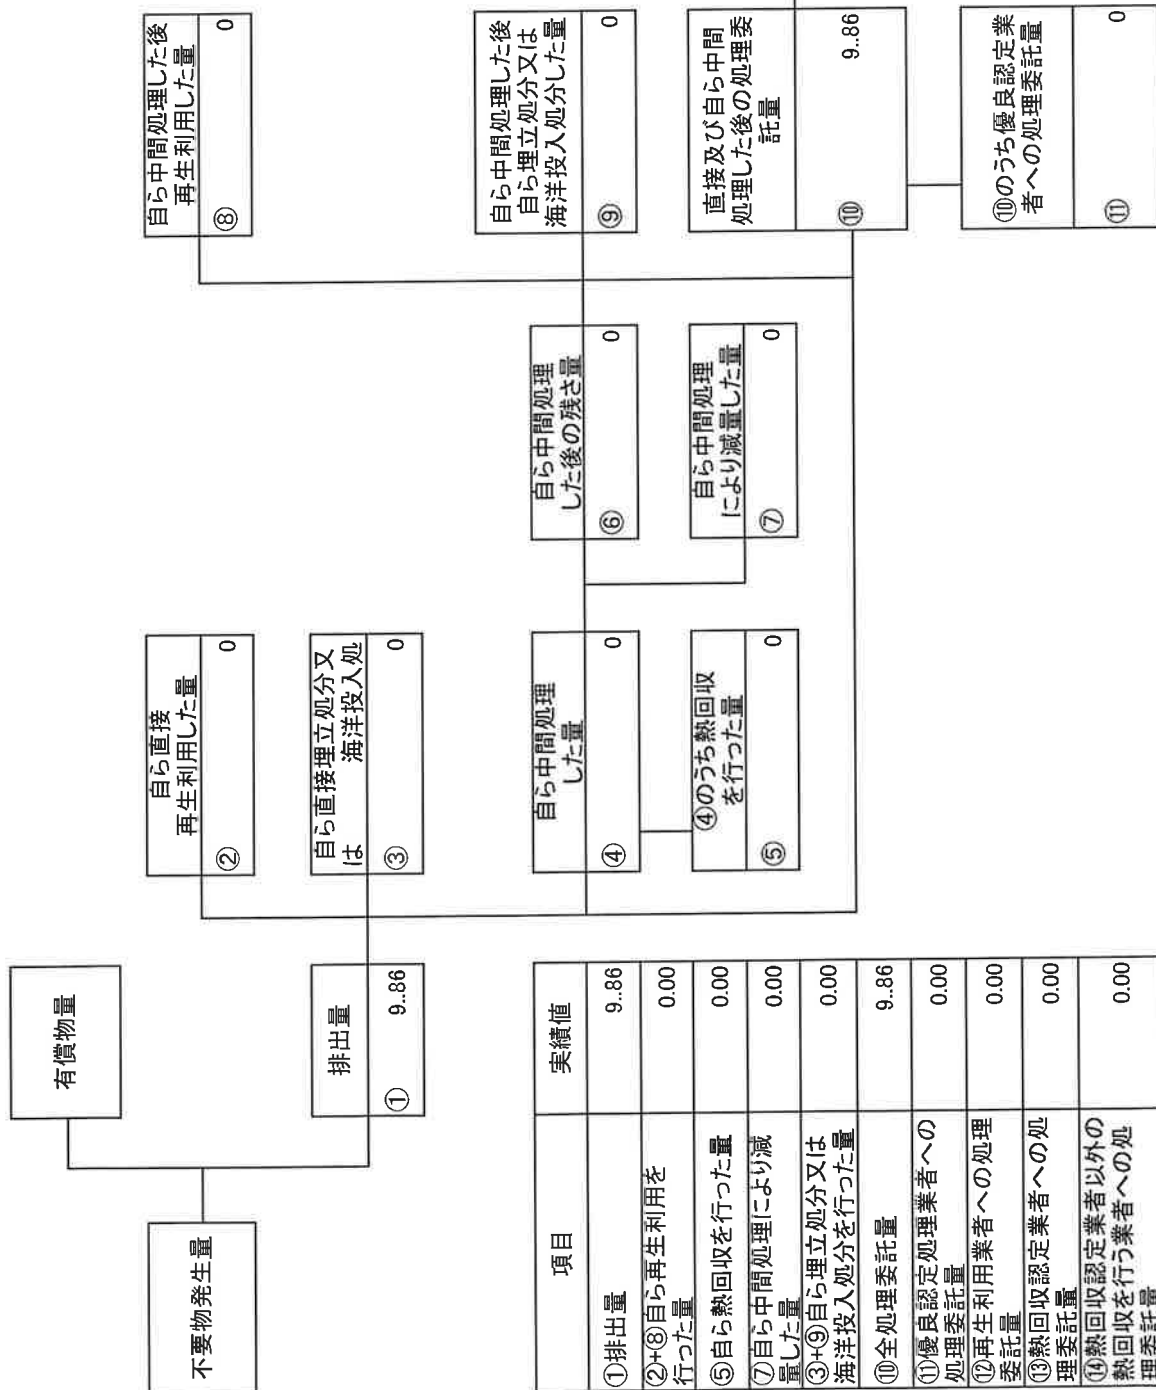 不要物発生量
有償物量
排出量
① 9..86
自ら直接
再生利用した量
② 0
自ら直接埋立処分又
は 海洋投入処
③ 0
自ら中間処理
した量
④ 0
④のうち熱回収
を行った量
⑤ 0
自ら中間処理
した後の残さ量
⑥ 0
自ら中間処理
により減量した量
⑦ 0
自ら中間処理した後
再生利用した量
⑧ 0
自ら中間処理した後
自ら埋立処分又は
海洋投入処分した量
⑨ 0
直接及び自ら中間
処理した後の処理委
託量
⑩ 9..86
⑩のうち優良認定業
者への処理委託量
⑪ 0
項目 実績値
①排出量 9..86
②+⑧自ら再生利用を
行った量 0.00
⑤自ら熱回収を行った量 0.00
⑦自ら中間処理により減
量した量 0.00
③+⑨自ら埋立処分又は
海洋投入処分を行った量 0.00
⑩全処理委託量 9..86
⑪優良認定処理業者への
処理委託量 0.00
⑫再生利用業者への処理
委託量 0.00
⑬熱回収認定業者への処
理委託量 0.00
⑭熱回収認定業者以外の
熱回収を行う業者への処
理委託量 0.00